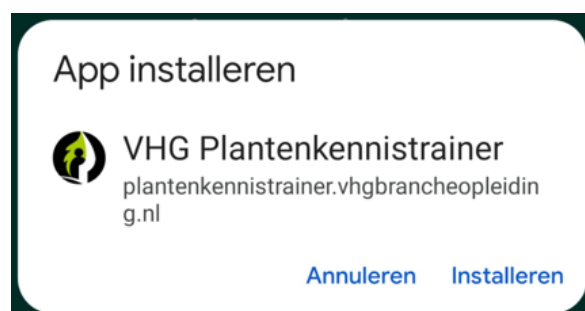 App installeren
VHG Plantenkennistrainer
plantenkennistrainer.vhgbrancheopleidin
g.nl
Annuleren Installeren